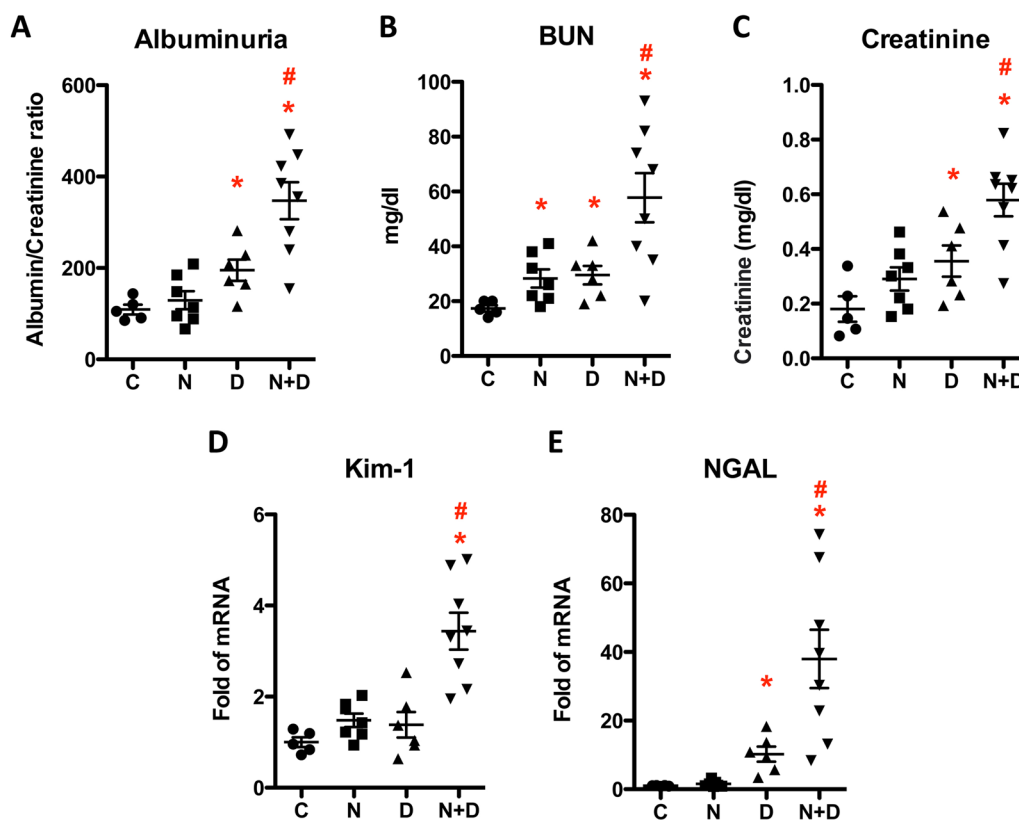 A
Albuminuria
Albumin/Creatinine ratio
600
400
200
0
*
#
*
C N D N+D
B
BUN
mg/dl
100
80
60
40
20
0
*
*
#
*
C N D N+D
C
Creatinine
Creatinine (mg/dl)
1.0
0.8
0.6
0.4
0.2
0.0
*
#
*
C N D N+D
D
Kim-1
Fold of mRNA
6
4
2
0
#
*
C N D N+D
E
NGAL
Fold of mRNA
80
60
40
20
0
*
#
*
C N D N+D